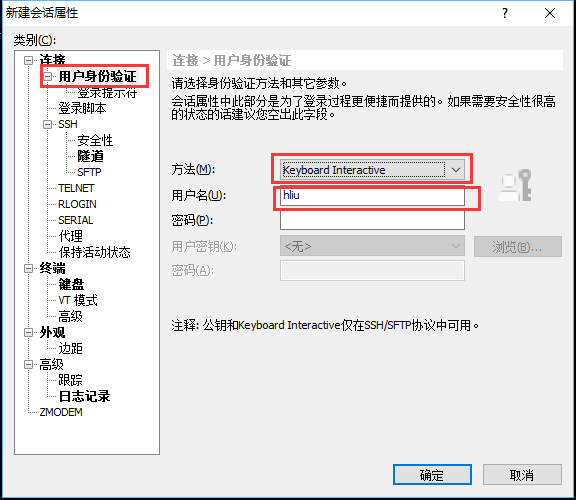 新建会话属性
类别(C):
连接
用户身份验证
登录提示符
登录脚本
SSH
安全性
隧道
SFTP
TELNET
RLOGIN
SERIAL
代理
保持活动状态
终端
键盘
VT 模式
高级
外观
边距
高级
跟踪
日志记录
ZMODEM
连接 > 用户身份验证
请选择身份验证方法和其它参数。
会话属性中此部分是为了登录过程更便捷而提供的。如果需要安全性很高
的状态的话建议您空出此字段。
方法(M):
Keyboard Interactive
用户名(U):
hliu
密码(P):
用户密钥(K):
<无>
浏览(B)...
密码(A):
注释: 公钥和Keyboard Interactive仅在SSH/SFTP协议中可用。
确定
取消